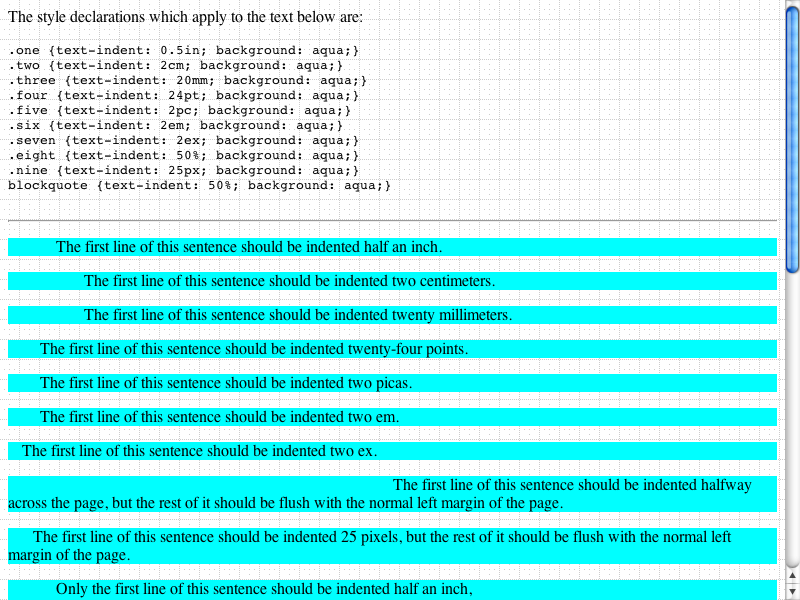 The style declarations which apply to the text below are:
.one {text-indent: 0.5in; background: aqua;}
.two {text-indent: 2cm; background: aqua;}
.three {text-indent: 20mm; background: aqua;}
.four {text-indent: 24pt; background: aqua;}
.five {text-indent: 2pc; background: aqua;}
.six {text-indent: 2em; background: aqua;}
.seven {text-indent: 2ex; background: aqua;}
.eight {text-indent: 50%; background: aqua;}
.nine {text-indent: 25px; background: aqua;}
blockquote {text-indent: 50%; background: aqua;}
The first line of this sentence should be indented half an inch.
The first line of this sentence should be indented two centimeters.
The first line of this sentence should be indented twenty millimeters.
The first line of this sentence should be indented twenty-four points.
The first line of this sentence should be indented two picas.
The first line of this sentence should be indented two em.
The first line of this sentence should be indented two ex.
The first line of this sentence should be indented halfway
across the page, but the rest of it should be flush with the normal left margin of the page.
The first line of this sentence should be indented 25 pixels, but the rest of it should be flush with the normal left
margin of the page.
Only the first line of this sentence should be indented half an inch,